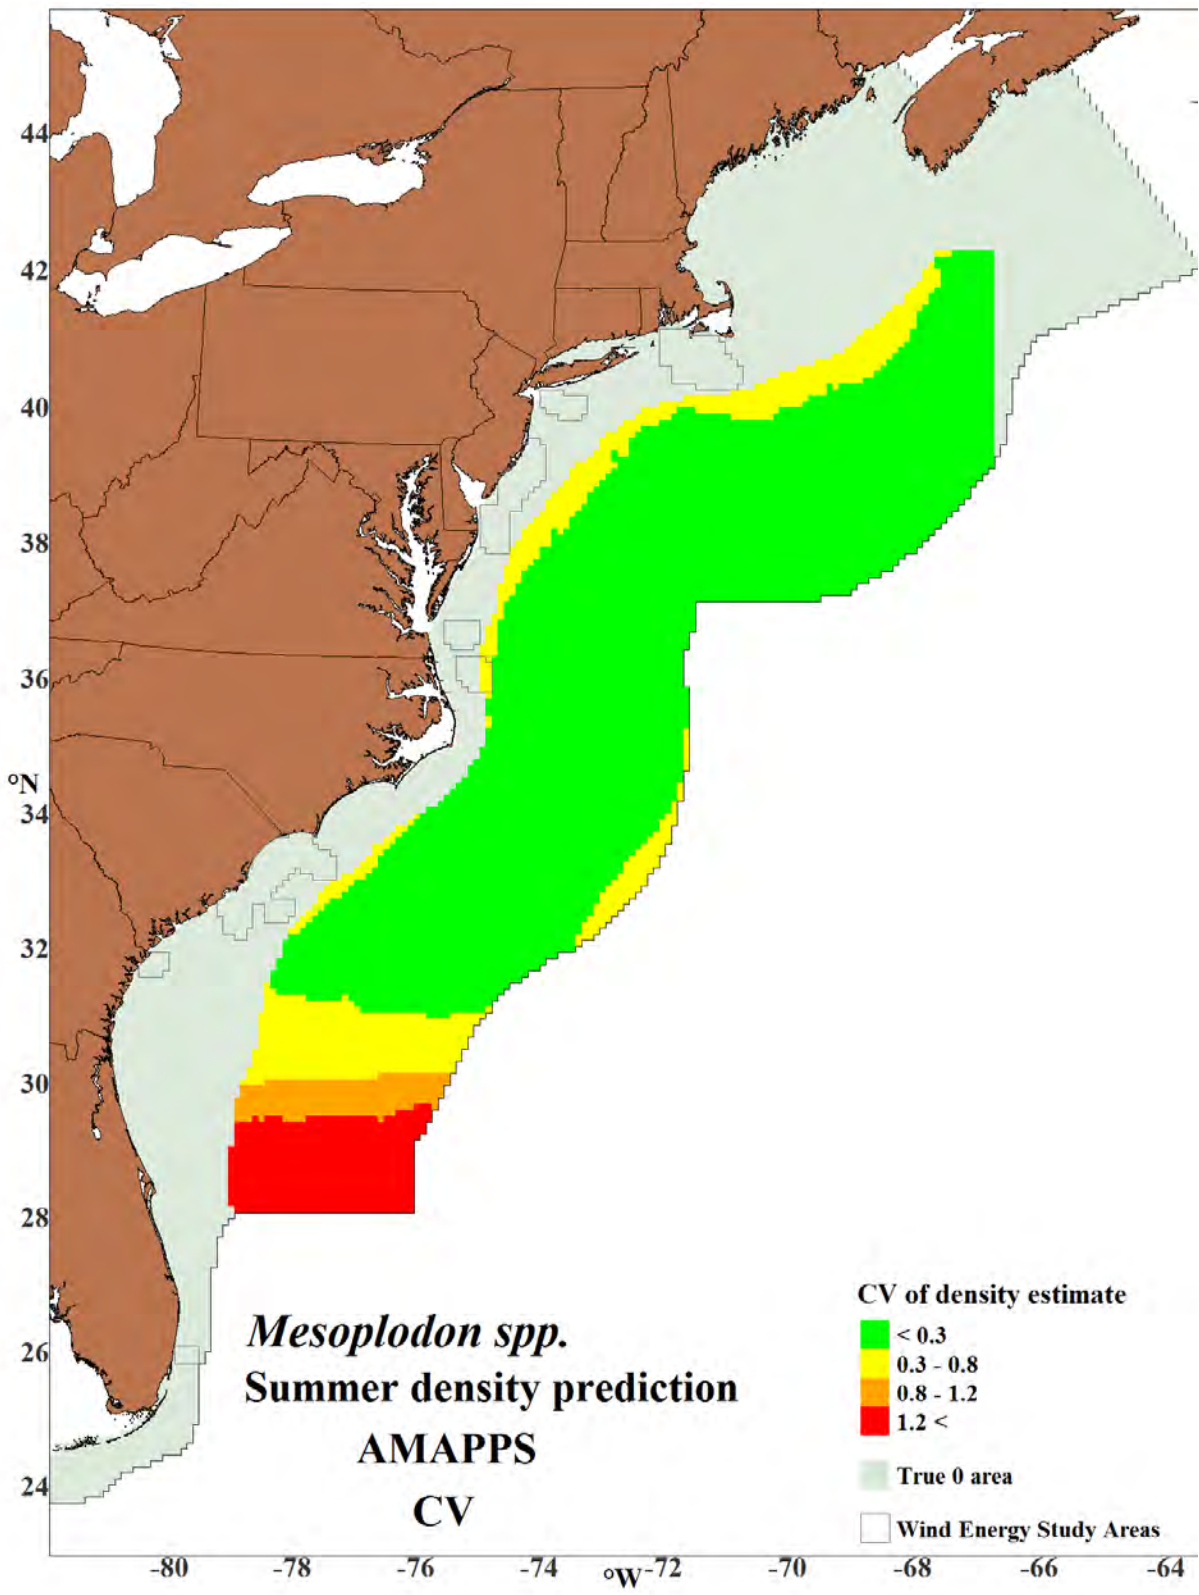 44
42
40
38
36
°N
34
32
30
28
26
24
Mesoplodon spp.
Summer density prediction
AMAPPS
CV
CV of density estimate
< 0.3
0.3 - 0.8
0.8 - 1.2
1.2 <
True 0 area
Wind Energy Study Areas
-80 -78 -76 -74 °W -72 -70 -68 -66 -64